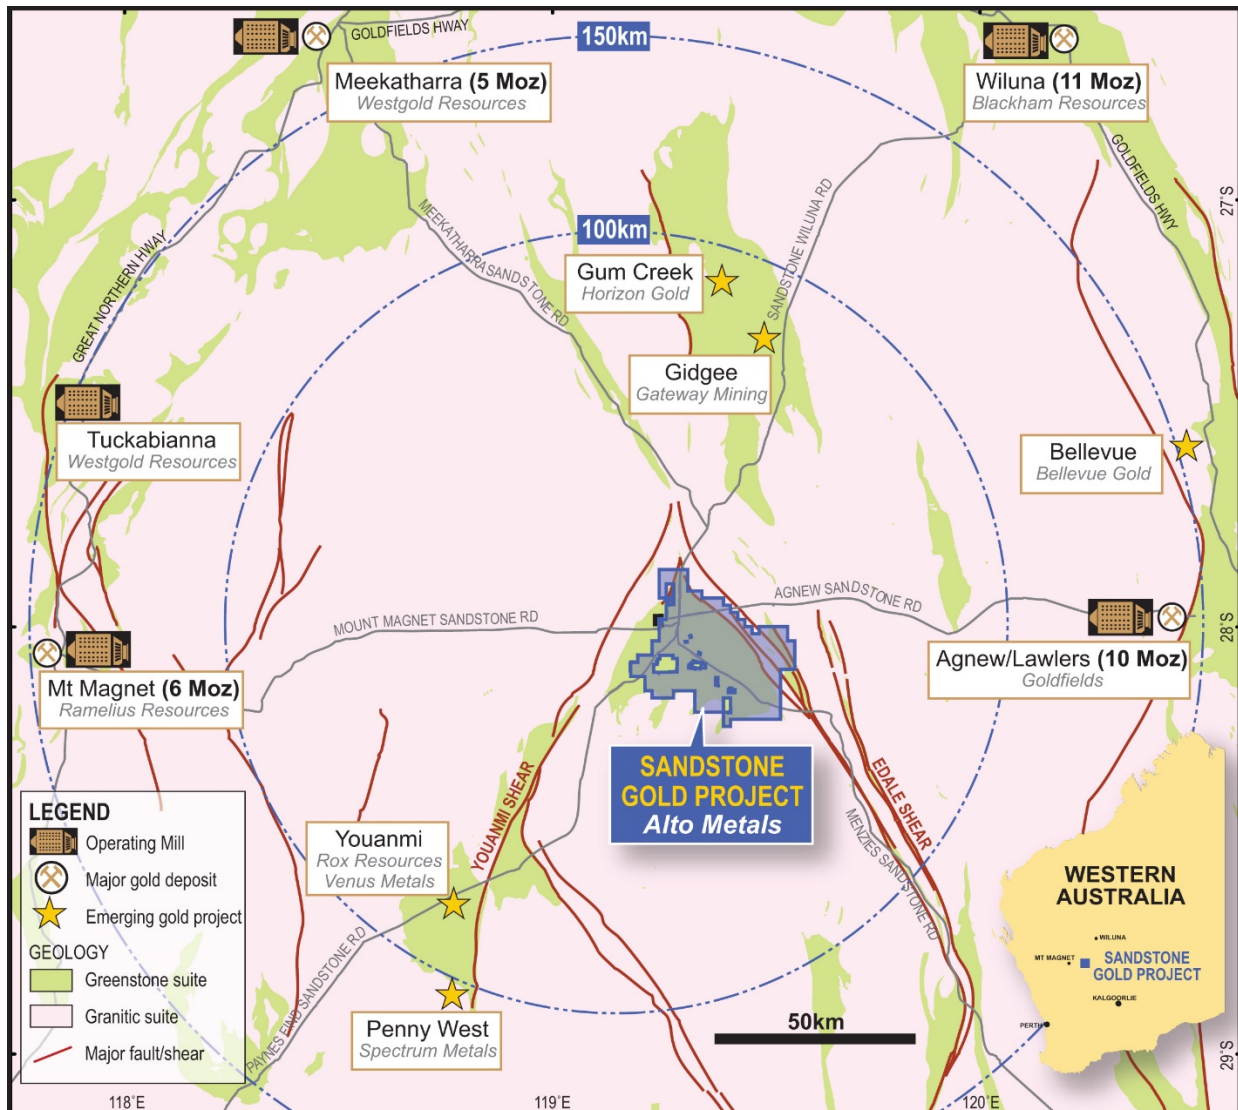 GOLDFIELDS HWY
150km
Meekatharra (5 Moz)
Westgold Resources
Wiluna (11 Moz)
Blackham Resources
GOLDFIELDS HWY
27°S
MEEKATHARRA SANDSTONE RD
SANDSTONE WILUNA RD
100km
GREAT NORTHERN HWAY
Gum Creek
Horizon Gold
Gidgee
Gateway Mining
Tuckabianna
Westgold Resources
Bellevue
Bellevue Gold
MOUNT MAGNET SANDSTONE RD
AGNEW SANDSTONE RD
28°S
Mt Magnet (6 Moz)
Ramelius Resources
Agnew/Lawlers (10 Moz)
Goldfields
SANDSTONE
GOLD PROJECT
Alto Metals
YOUANMI SHEAR
EDALE SHEAR
MENZIES SANDSTONE RD
Youanmi
Rox Resources
Venus Metals
PAYNES FIND SANDSTONE RD
Penny West
Spectrum Metals
50km
LEGEND
Operating Mill
Major gold deposit
Emerging gold project
GEOLOGY
Greenstone suite
Granitic suite
Major fault/shear
WESTERN
AUSTRALIA
WILUNA
MT MAGNET
SANDSTONE
GOLD PROJECT
KALGOORLIE
PERTH
29°S
118°E
119°E
120°E